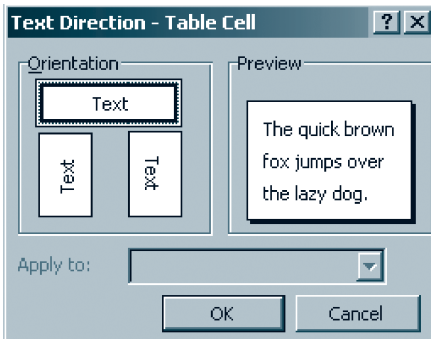 Text Direction - Table Cell
Orientation
Preview
Text
Text
Text
The quick brown
fox jumps over
the lazy dog.
Apply to:
OK
Cancel